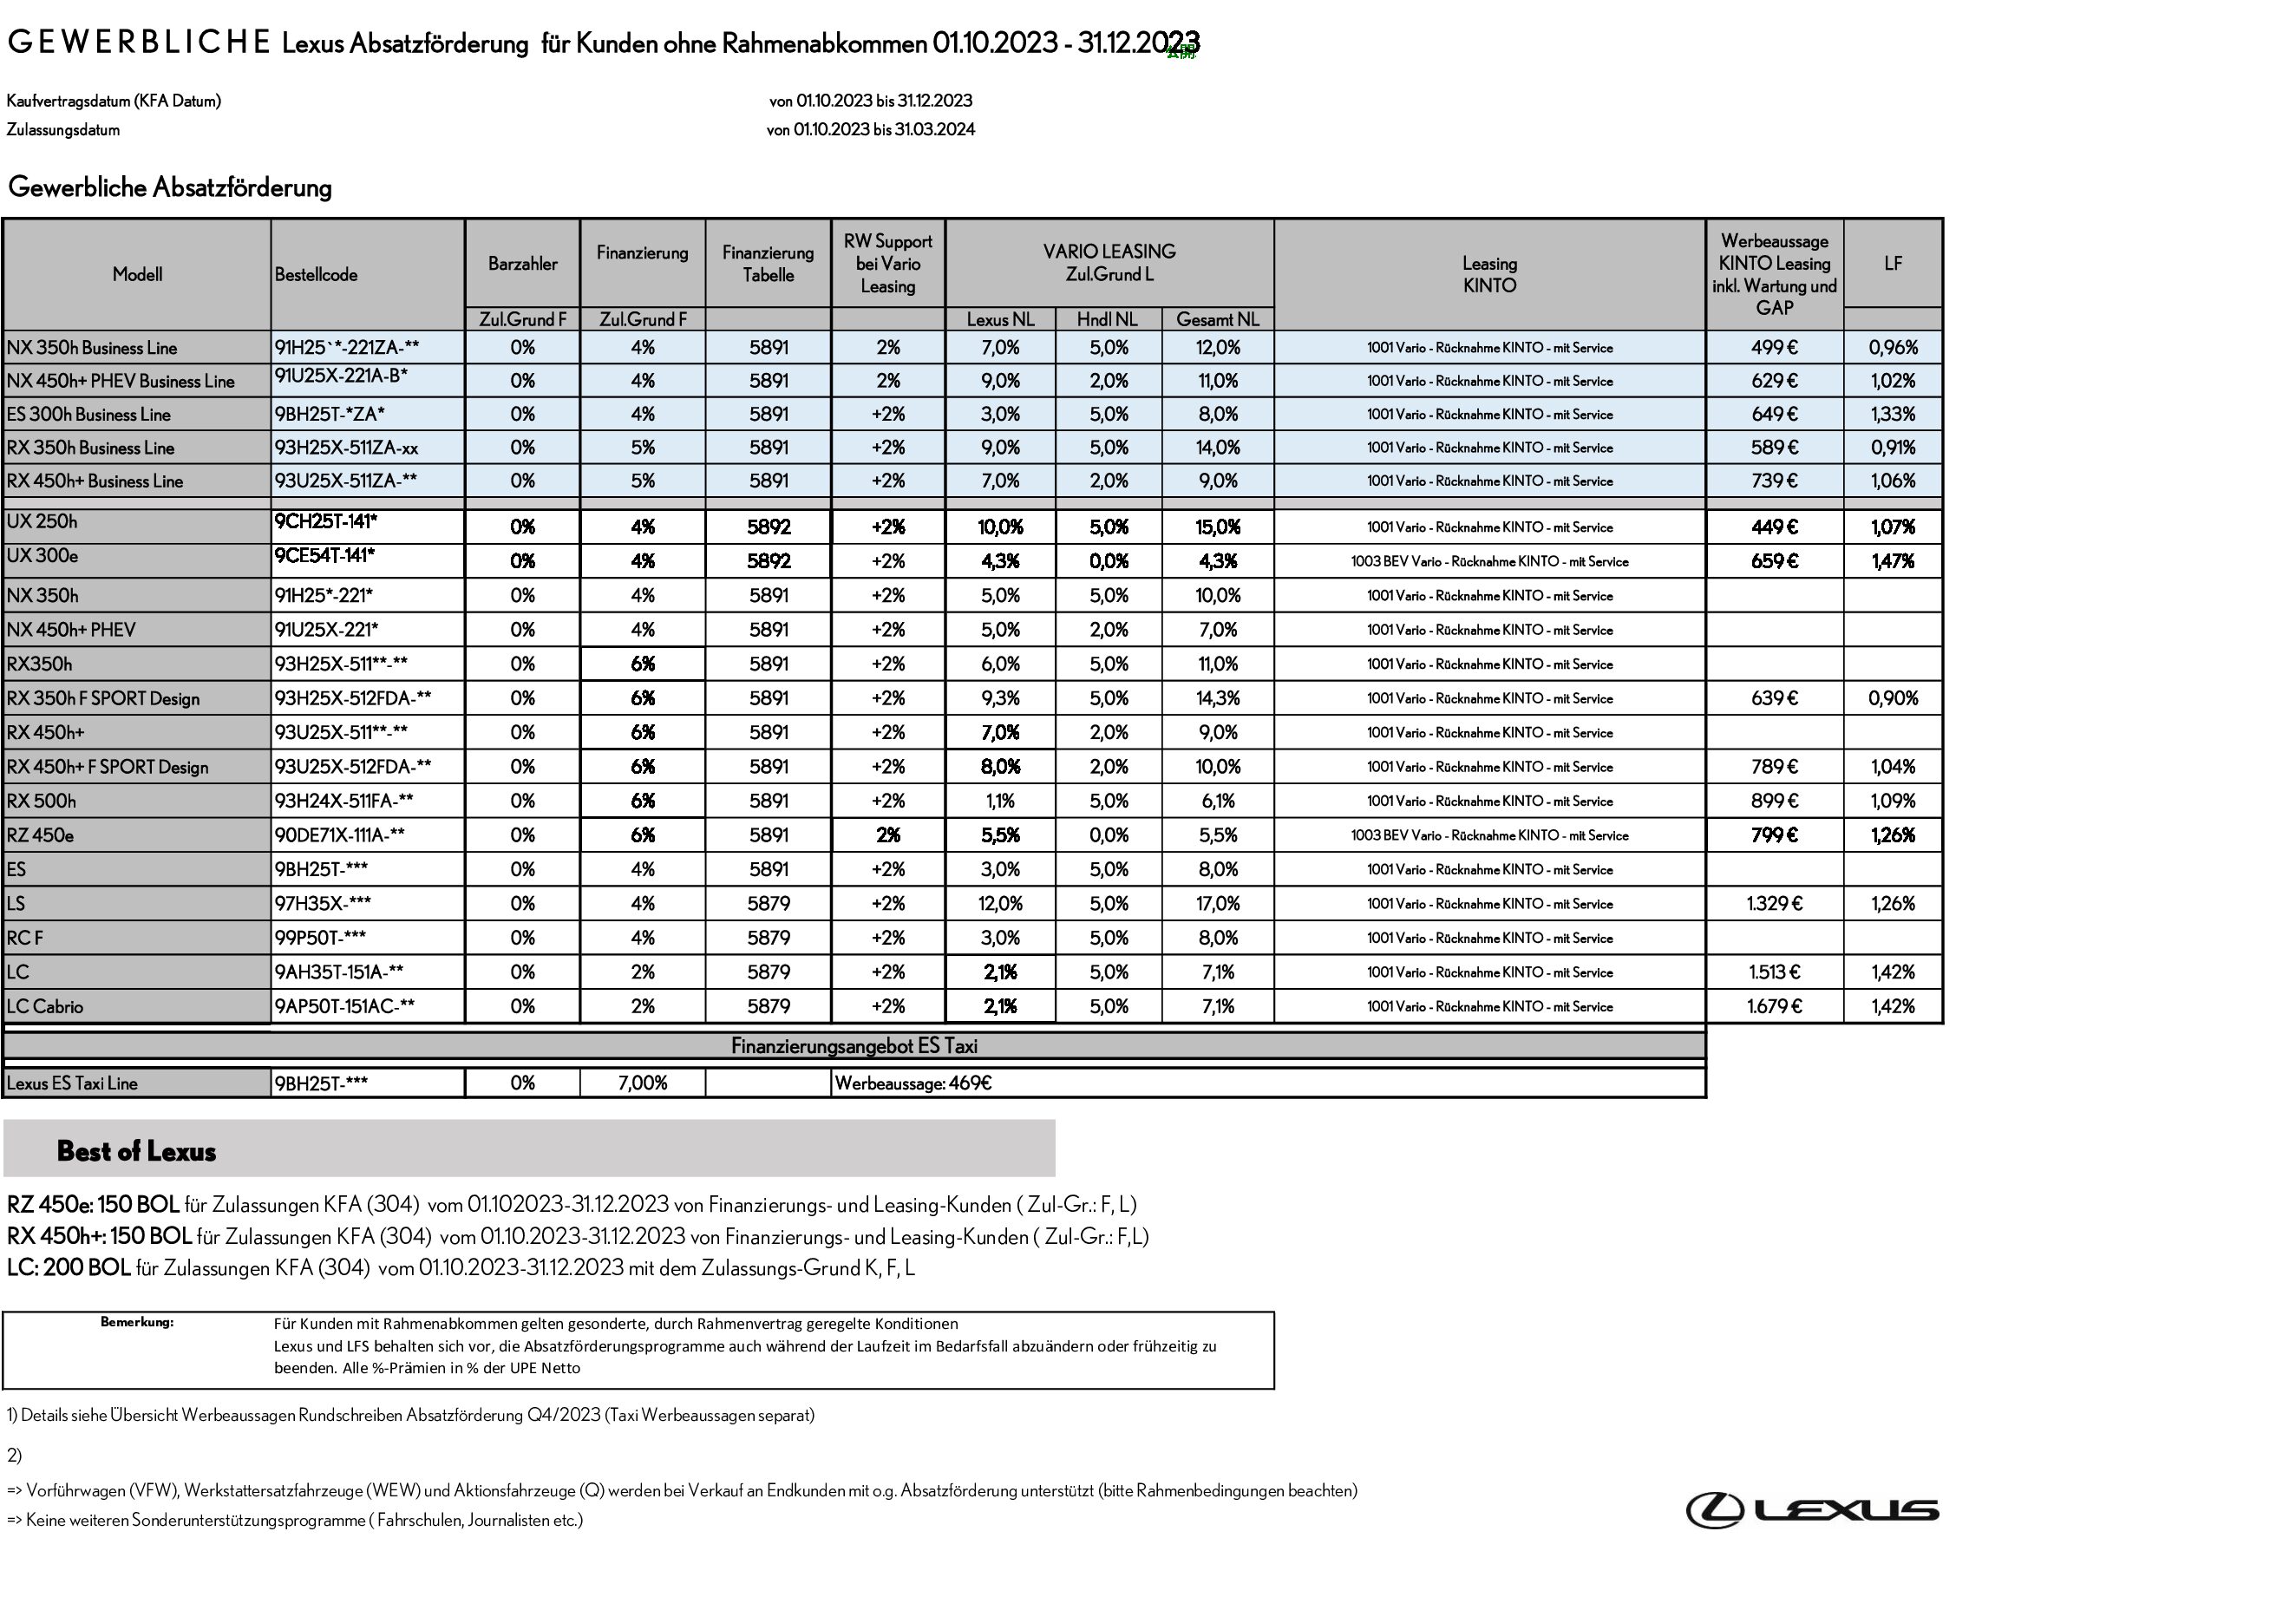 GEWERBLICHE Lexus Absatzförderung für Kunden ohne Rahmenabkommen 01.10.2023 - 31.12.2023
公開
Kaufvertragsdatum (KFA Datum) von 01.10.2023 bis 31.12.2023
Zulassungsdatum von 01.10.2023 bis 31.03.2024
Gewerbliche Absatzförderung
Modell Bestellcode Barzahler Finanzierung Finanzierung Tabelle RW Support bei Vario Leasing VARIO LEASING Zul.Grund L Leasing KINTO Werbeaussage KINTO Leasing inkl. Wartung und GAP LF
Zul.Grund F Zul.Grund F Lexus NL Hndl NL Gesamt NL
NX 350h Business Line 91H25`*-221ZA-** 0% 4% 5891 2% 7,0% 5,0% 12,0% 1001 Vario - Rücknahme KINTO - mit Service 499 € 0,96%
NX 450h+ PHEV Business Line 91U25X-221A-B* 0% 4% 5891 2% 9,0% 2,0% 11,0% 1001 Vario - Rücknahme KINTO - mit Service 629 € 1,02%
ES 300h Business Line 9BH25T-*ZA* 0% 4% 5891 +2% 3,0% 5,0% 8,0% 1001 Vario - Rücknahme KINTO - mit Service 649 € 1,33%
RX 350h Business Line 93H25X-511ZA-xx 0% 5% 5891 +2% 9,0% 5,0% 14,0% 1001 Vario - Rücknahme KINTO - mit Service 589 € 0,91%
RX 450h+ Business Line 93U25X-511ZA-** 0% 5% 5891 +2% 7,0% 2,0% 9,0% 1001 Vario - Rücknahme KINTO - mit Service 739 € 1,06%
UX 250h 9CH25T-141* 0% 4% 5892 +2% 10,0% 5,0% 15,0% 1001 Vario - Rücknahme KINTO - mit Service 449 € 1,07%
UX 300e 9CE54T-141* 0% 4% 5892 +2% 4,3% 0,0% 4,3% 1003 BEV Vario - Rücknahme KINTO - mit Service 659 € 1,47%
NX 350h 91H25*-221* 0% 4% 5891 +2% 5,0% 5,0% 10,0% 1001 Vario - Rücknahme KINTO - mit Service
NX 450h+ PHEV 91U25X-221* 0% 4% 5891 +2% 5,0% 2,0% 7,0% 1001 Vario - Rücknahme KINTO - mit Service
RX350h 93H25X-511**-** 0% 6% 5891 +2% 6,0% 5,0% 11,0% 1001 Vario - Rücknahme KINTO - mit Service
RX 350h F SPORT Design 93H25X-512FDA-** 0% 6% 5891 +2% 9,3% 5,0% 14,3% 1001 Vario - Rücknahme KINTO - mit Service 639 € 0,90%
RX 450h+ 93U25X-511**-** 0% 6% 5891 +2% 7,0% 2,0% 9,0% 1001 Vario - Rücknahme KINTO - mit Service
RX 450h+ F SPORT Design 93U25X-512FDA-** 0% 6% 5891 +2% 8,0% 2,0% 10,0% 1001 Vario - Rücknahme KINTO - mit Service 789 € 1,04%
RX 500h 93H24X-511FA-** 0% 6% 5891 +2% 1,1% 5,0% 6,1% 1001 Vario - Rücknahme KINTO - mit Service 899 € 1,09%
RZ 450e 90DE71X-111A-** 0% 6% 5891 2% 5,5% 0,0% 5,5% 1003 BEV Vario - Rücknahme KINTO - mit Service 799 € 1,26%
ES 9BH25T-*** 0% 4% 5891 +2% 3,0% 5,0% 8,0% 1001 Vario - Rücknahme KINTO - mit Service
LS 97H35X-*** 0% 4% 5879 +2% 12,0% 5,0% 17,0% 1001 Vario - Rücknahme KINTO - mit Service 1.329 € 1,26%
RC F 99P50T-*** 0% 4% 5879 +2% 3,0% 5,0% 8,0% 1001 Vario - Rücknahme KINTO - mit Service
LC 9AH35T-151A-** 0% 2% 5879 +2% 2,1% 5,0% 7,1% 1001 Vario - Rücknahme KINTO - mit Service 1.513 € 1,42%
LC Cabrio 9AP50T-151AC-** 0% 2% 5879 +2% 2,1% 5,0% 7,1% 1001 Vario - Rücknahme KINTO - mit Service 1.679 € 1,42%
Finanzierungsangebot ES Taxi
Lexus ES Taxi Line 9BH25T-*** 0% 7,00% Werbeaussage: 469€
Best of Lexus
RZ 450e: 150 BOL für Zulassungen KFA (304) vom 01.102023-31.12.2023 von Finanzierungs- und Leasing-Kunden ( Zul-Gr.: F, L)
RX 450h+: 150 BOL für Zulassungen KFA (304) vom 01.10.2023-31.12.2023 von Finanzierungs- und Leasing-Kunden ( Zul-Gr.: F,L)
LC: 200 BOL für Zulassungen KFA (304) vom 01.10.2023-31.12.2023 mit dem Zulassungs-Grund K, F, L
Bemerkung: Für Kunden mit Rahmenabkommen gelten gesonderte, durch Rahmenvertrag geregelte Konditionen
Lexus und LFS behalten sich vor, die Absatzförderungsprogramme auch während der Laufzeit im Bedarfsfall abzuändern oder frühzeitig zu
beenden. Alle %-Prämien in % der UPE Netto
1) Details siehe Übersicht Werbeaussagen Rundschreiben Absatzförderung Q4/2023 (Taxi Werbeaussagen separat)
2)
=> Vorführwagen (VFW), Werkstattersatzfahrzeuge (WEW) und Aktionsfahrzeuge (Q) werden bei Verkauf an Endkunden mit o.g. Absatzförderung unterstützt (bitte Rahmenbedingungen beachten)
=> Keine weiteren Sonderunterstützungsprogramme ( Fahrschulen, Journalisten etc.)
LEXUS